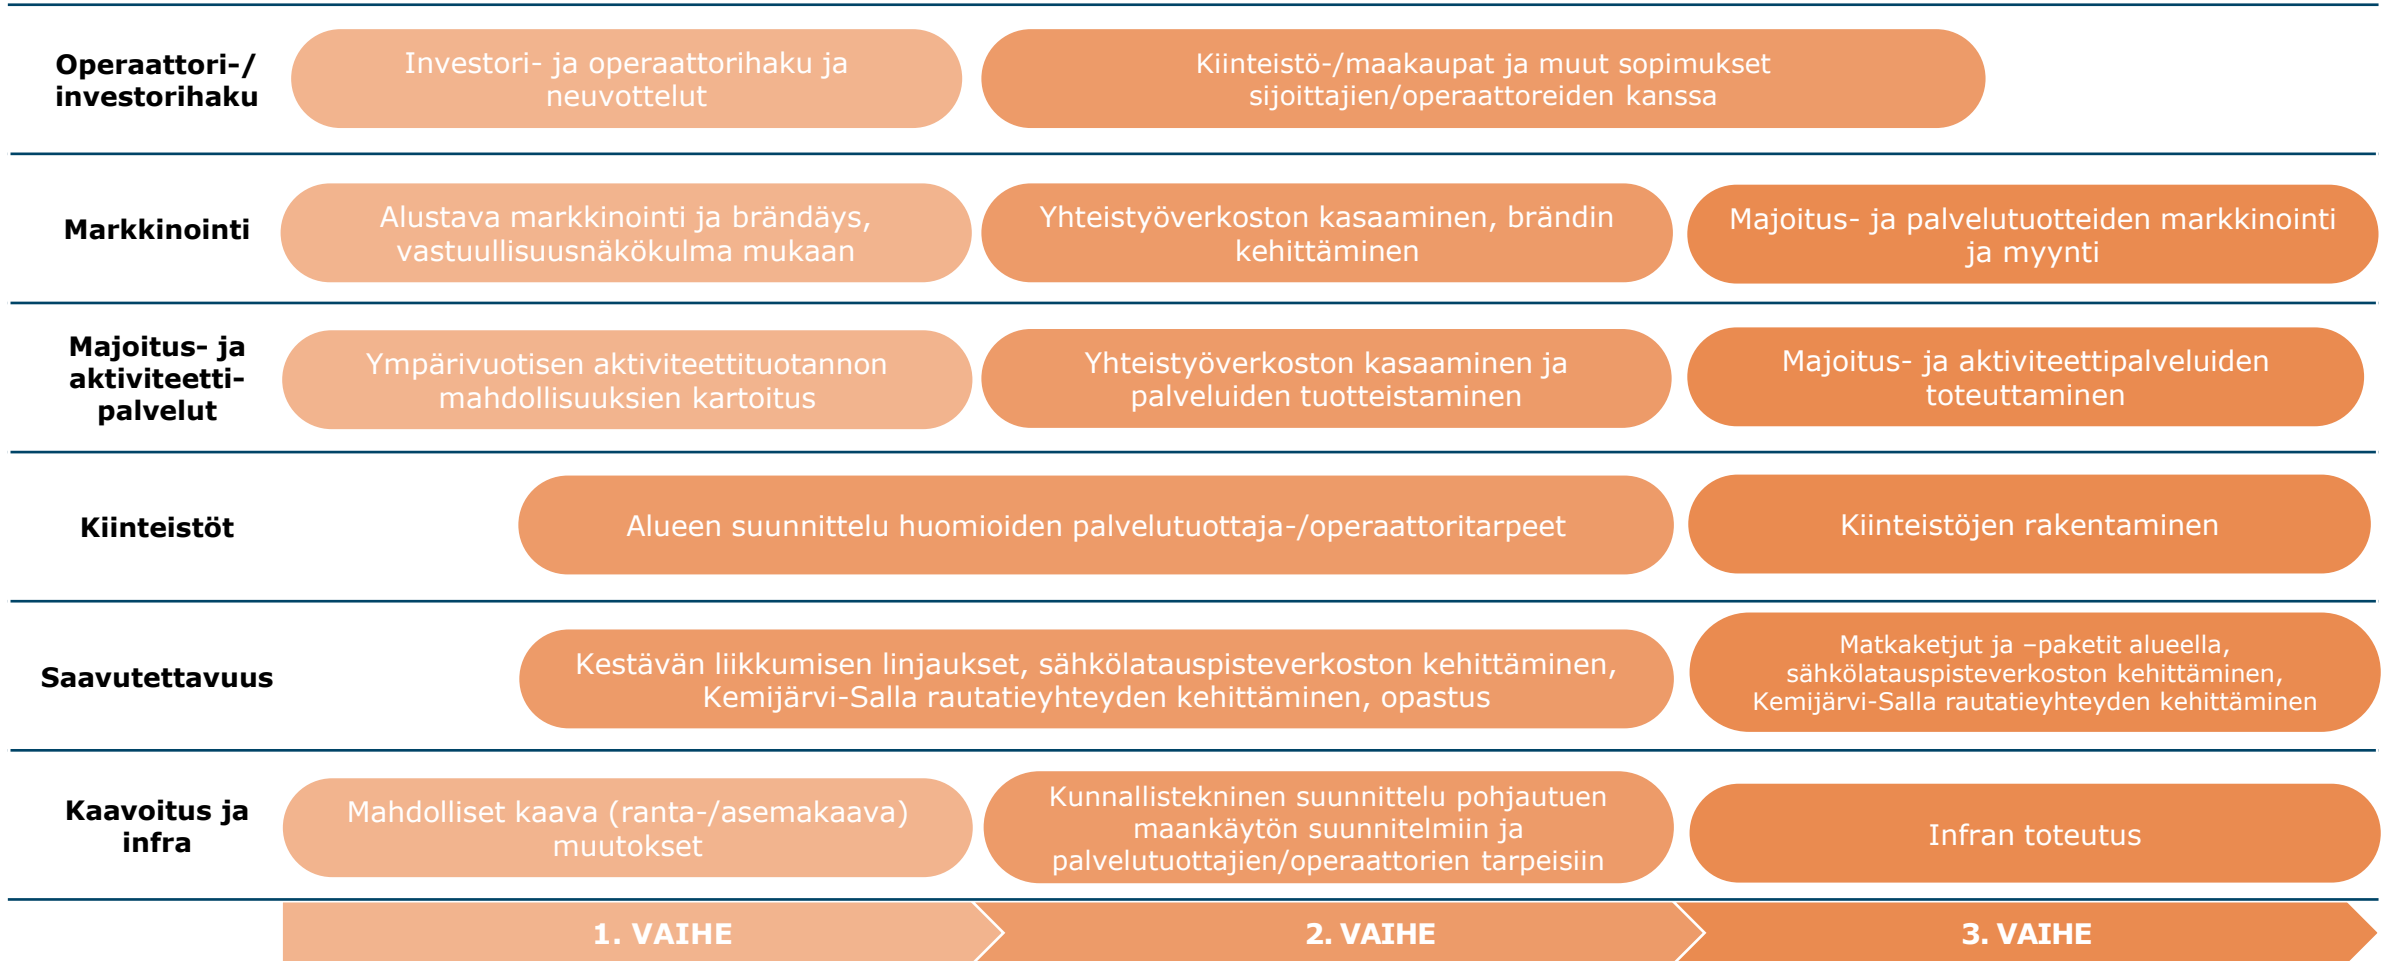 Operaattori-/
investorihaku
Investori- ja operaattorihaku ja
neuvottelut
Kiinteistö-/maakaupat ja muut sopimukset
sijoittajien/operaattoreiden kanssa
Markkinointi
Alustava markkinointi ja brändäys,
vastuullisuusnäkökulma mukaan
Yhteistyöverkoston kasaaminen, brändin
kehittäminen
Majoitus- ja palvelutuotteiden markkinointi
ja myynti
Majoitus- ja
aktiviteetti-
palvelut
Ympärivuotisen aktiviteettituotannon
mahdollisuuksien kartoitus
Yhteistyöverkoston kasaaminen ja
palveluiden tuotteistaminen
Majoitus- ja aktiviteettipalveluiden
toteuttaminen
Kiinteistöt
Alueen suunnittelu huomioiden palvelutuottaja-/operaattoritarpeet
Kiinteistöjen rakentaminen
Saavutettavuus
Kestävän liikkumisen linjaukset, sähkölatauspisteverkoston kehittäminen,
Kemijärvi-Salla rautatieyhteyden kehittäminen, opastus
Matkaketjut ja –paketit alueella,
sähkölatauspisteverkoston kehittäminen,
Kemijärvi-Salla rautatieyhteyden kehittäminen
Kaavoitus ja
infra
Mahdolliset kaava (ranta-/asemakaava)
muutokset
Kunnallistekninen suunnittelu pohjautuen
maankäytön suunnitelmiin ja
palvelutuottajien/operaattorien tarpeisiin
Infran toteutus
1. VAIHE
2. VAIHE
3. VAIHE